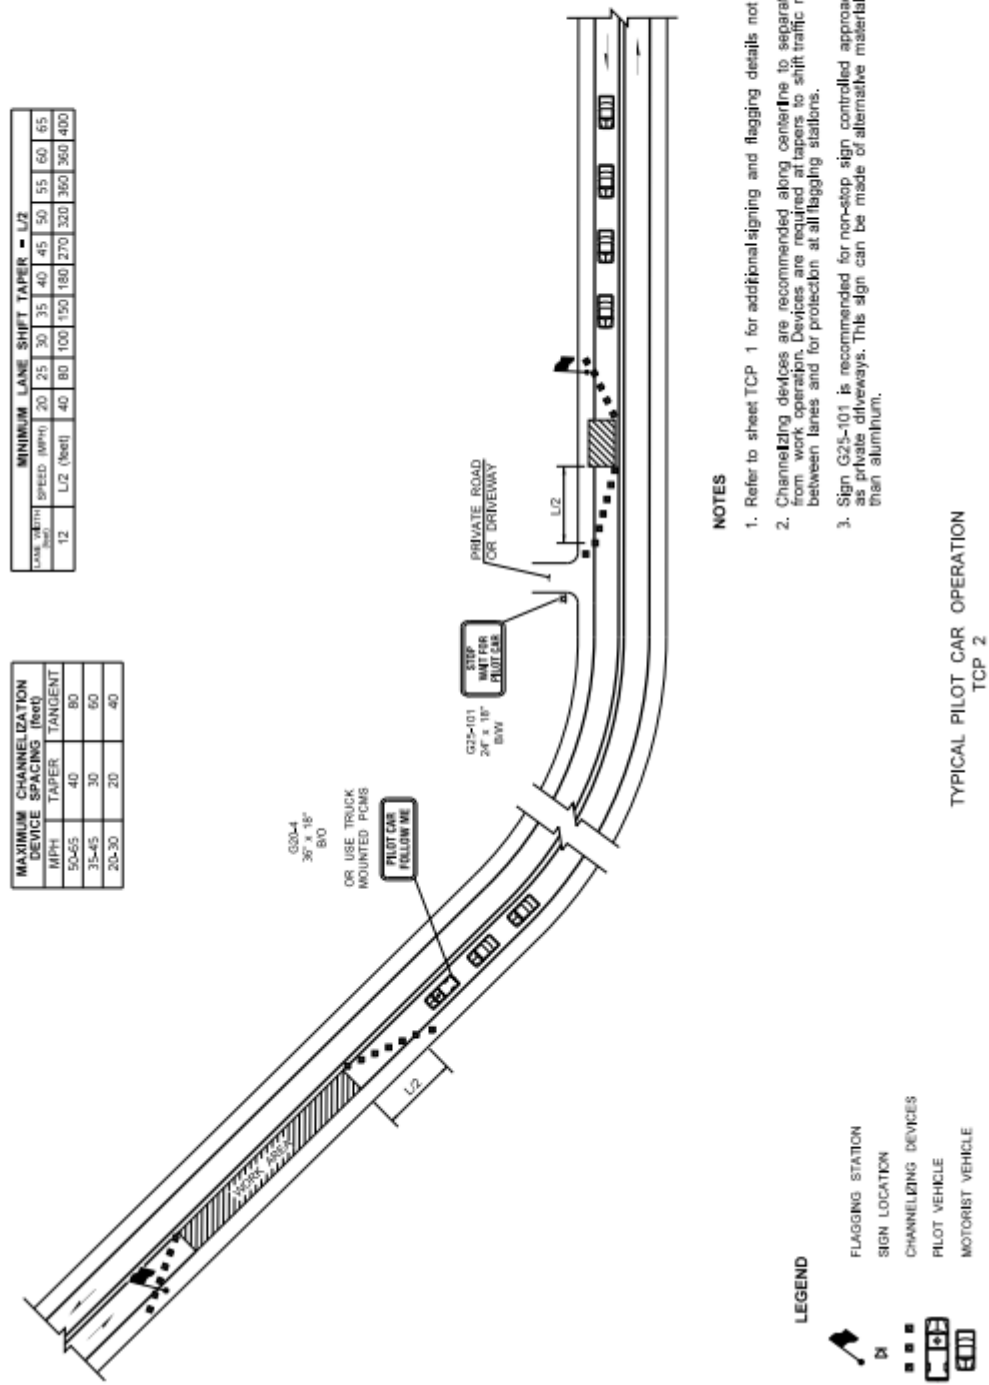 MAXIMUM CHANNELIZATION
DEVICE SPACING (feet)
MPH TAPER TANGENT
50-65 40 80
35-45 30 60
20-30 20 40
MINIMUM LANE SHIFT TAPER = L/2
LANE WIDTH (feet) SPEED (MPH) 20 25 30 35 40 45 50 55 60 65
12 L/2 (feet) 40 80 100 150 180 270 320 360 360 400
G20-4
36" x 18"
B/O
OR USE TRUCK
MOUNTED PCMS
PILOT CAR
FOLLOW ME
G25-101
24" x 18"
B/W
STOP
WAIT FOR
PILOT CAR
PRIVATE ROAD
OR DRIVEWAY
L/2
WORK AREA
L/2
LEGEND
FLAGGING STATION
SIGN LOCATION
CHANNELIZING DEVICES
PILOT VEHICLE
MOTORIST VEHICLE
NOTES
1. Refer to sheet TCP 1 for additional signing and flagging details not
2. Channelizing devices are recommended along centerline to separat
from work operation. Devices are required at tapers to shift traffic
between lanes and for protection at all flagging stations.
3. Sign G25-101 is recommended for non-stop sign controlled approac
as private driveways. This sign can be made of alternative material
than aluminum.
TYPICAL PILOT CAR OPERATION
TCP 2